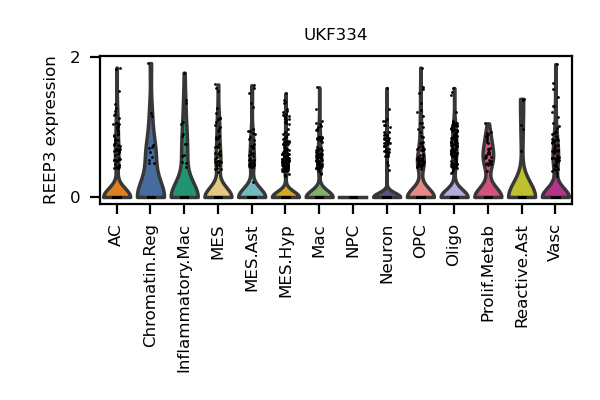 UKF334
REEP3 expression
2
0
AC
Chromatin.Reg
Inflammatory.Mac
MES
MES.Ast
MES.Hyp
Mac
NPC
Neuron
OPC
Oligo
Prolif.Metab
Reactive.Ast
Vasc